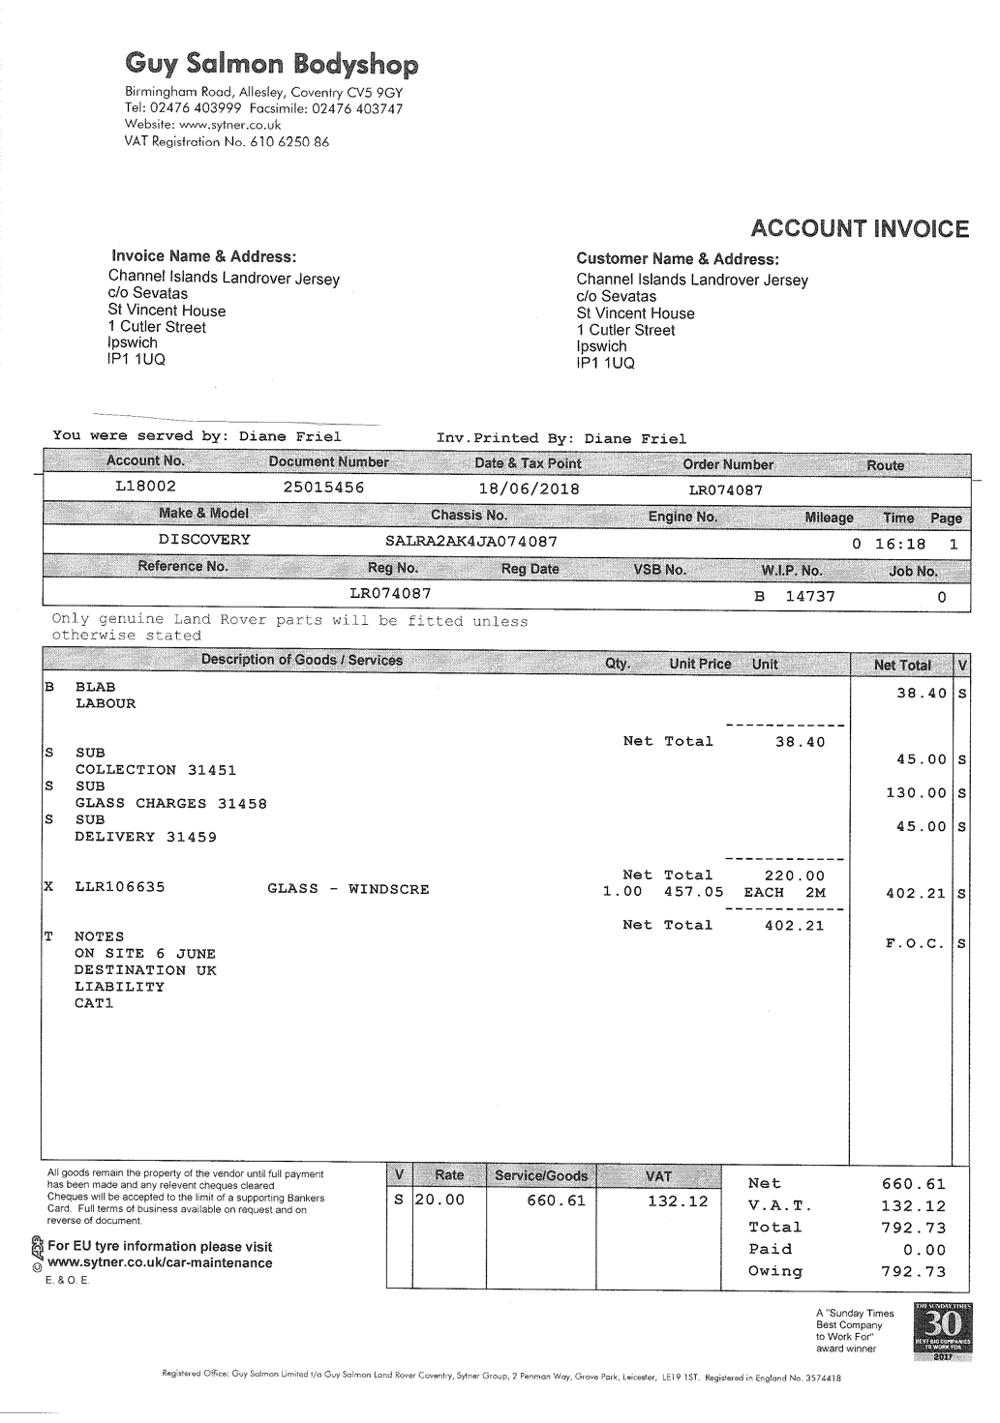 Guy Salmon Bodyshop
Birmingham Road, Allesley, Coventry CV5 9GY
Tel: 02476 403999 Facsimile: 02476 403747
Website: www.sytner.co.uk
VAT Registration No. 610 6250 86
ACCOUNT INVOICE
Invoice Name & Address:
Channel Islands Landrover Jersey
c/o Sevatas
St Vincent House
1 Cutler Street
Ipswich
IP1 1UQ
Customer Name & Address:
Channel Islands Landrover Jersey
c/o Sevatas
St Vincent House
1 Cutler Street
Ipswich
IP1 1UQ
You were served by: Diane Friel Inv.Printed By: Diane Friel
Account No. Document Number Date & Tax Point Order Number Route
L18002 25015456 18/06/2018 LR074087
Make & Model Chassis No. Engine No. Mileage Time Page
DISCOVERY SALRA2AK4JA074087 0 16:18 1
Reference No. Reg No. Reg Date VSB No. W.I.P. No. Job No.
LR074087 B 14737 0
Only genuine Land Rover parts will be fitted unless
otherwise stated
Description of Goods / Services Qty. Unit Price Unit Net Total V
B BLAB 38.40 S
LABOUR
------------
Net Total 38.40
S SUB 45.00 S
COLLECTION 31451
S SUB 130.00 S
GLASS CHARGES 31458
S SUB 45.00 S
DELIVERY 31459
------------
Net Total 220.00
X LLR106635 GLASS - WINDSCRE 1.00 457.05 EACH 2M 402.21 S
------------
Net Total 402.21
T NOTES F.O.C. S
ON SITE 6 JUNE
DESTINATION UK
LIABILITY
CAT1
All goods remain the property of the vendor until full payment
has been made and any relevent cheques cleared.
Cheques will be accepted to the limit of a supporting Bankers
Card. Full terms of business available on request and on
reverse of document.
For EU tyre information please visit
www.sytner.co.uk/car-maintenance
E. & O. E.
V Rate Service/Goods VAT
S 20.00 660.61 132.12
Net 660.61
V.A.T. 132.12
Total 792.73
Paid 0.00
Owing 792.73
A "Sunday Times
Best Company
to Work For"
award winner
THE SUNDAY TIMES
30
BEST BIG COMPANIES
TO WORK FOR
2017
Registered Office: Guy Salmon Limited t/a Guy Salmon Land Rover Coventry, Sytner Group, 2 Penman Way, Grove Park, Leicester, LE19 1ST. Registered in England No. 3574418